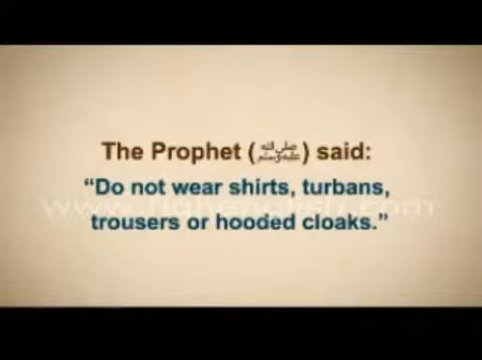 The Prophet (ﷺ) said:
“Do not wear shirts, turbans,
trousers or hooded cloaks.”